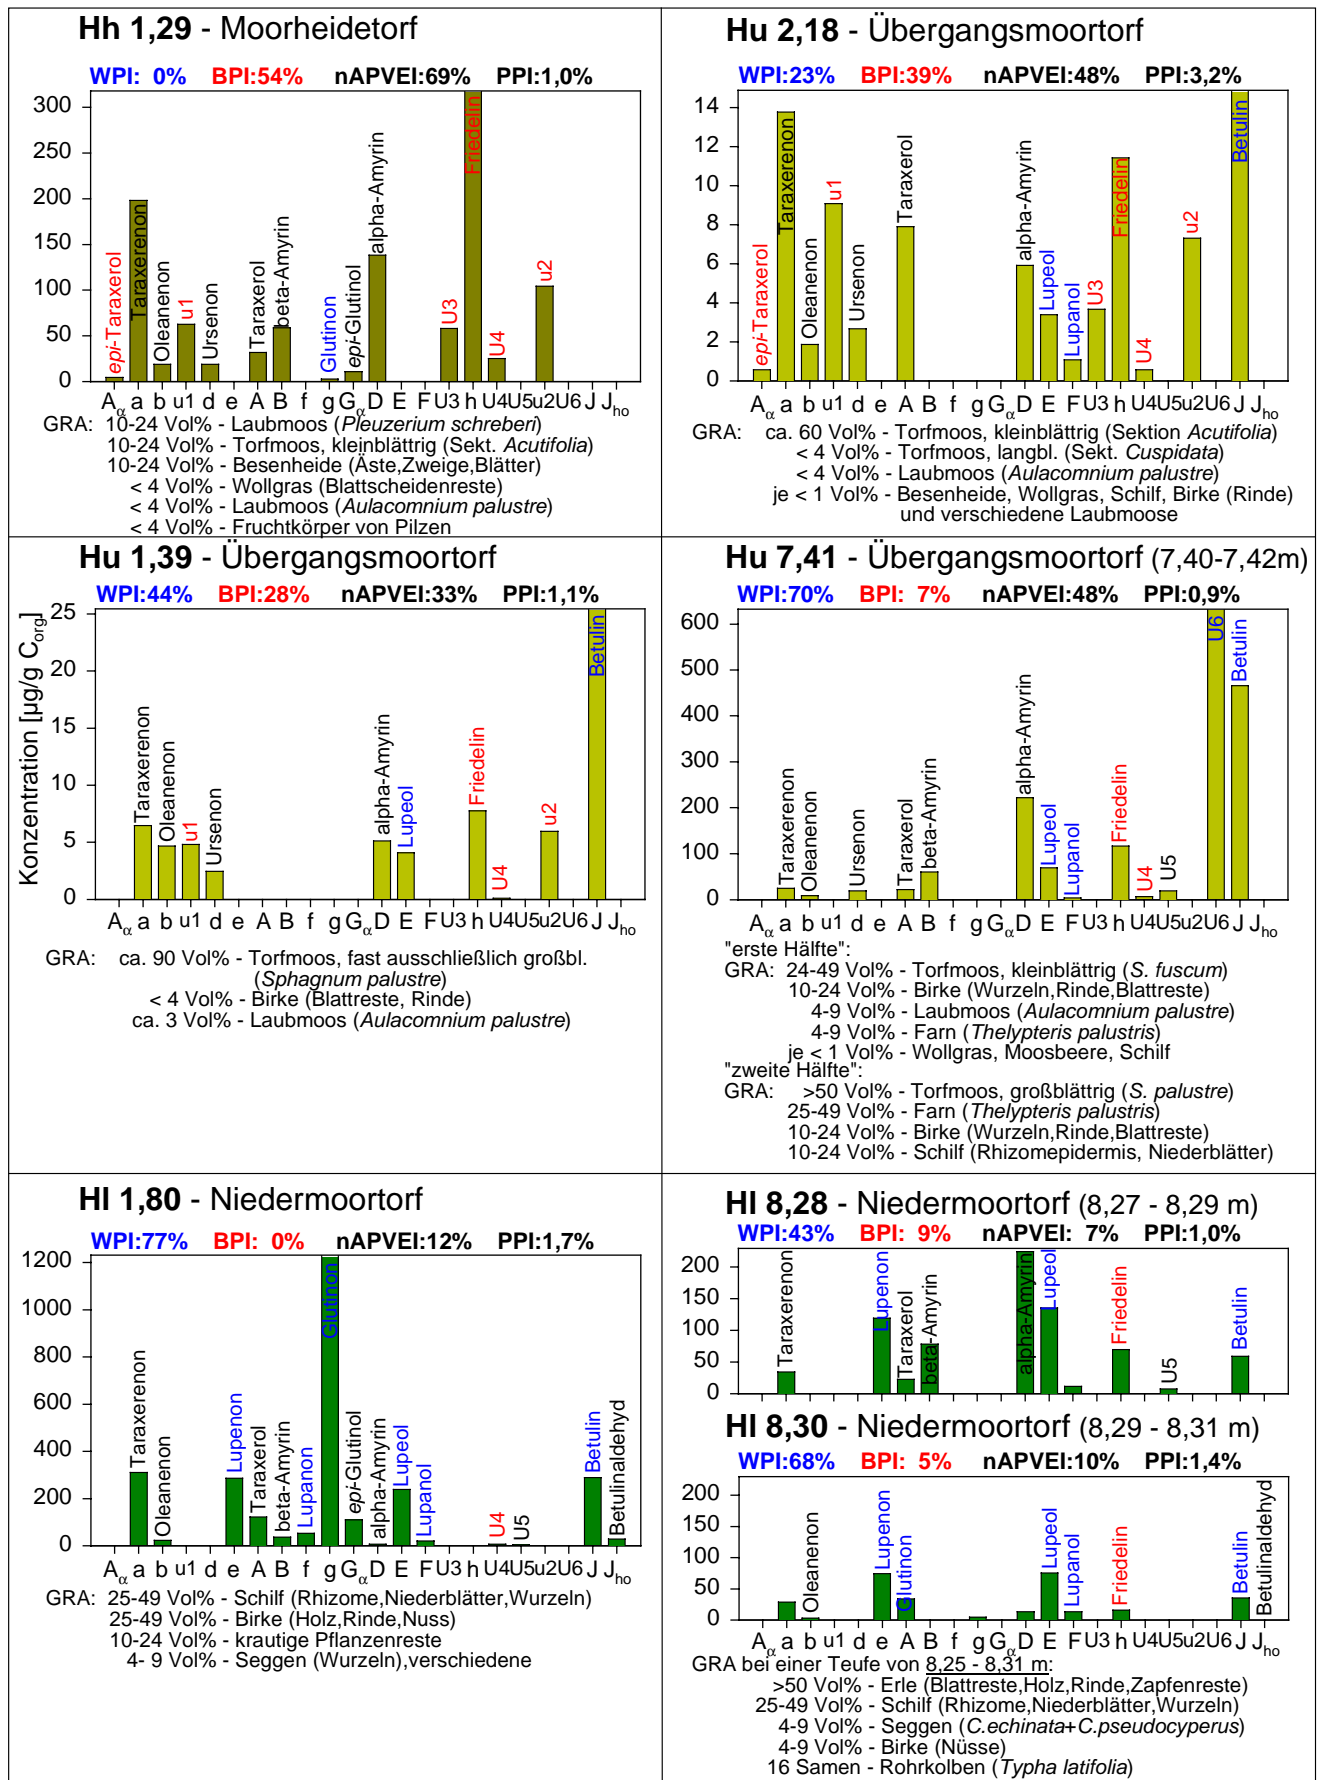 Hh 1,29 - Moorheidetorf
WPI: 0% BPI:54% nAPVEI:69% PPI:1,0%
300
250
200
150
100
50
0
epi-Taraxerol
Taraxerenon
Oleanenon
u1
Ursenon
Taraxerol
beta-Amyrin
Glutinon
epi-Glutinol
alpha-Amyrin
U3
Friedelin
U4
u2
Aα a b u1 d e A B f g Gα D E F U3 h U4 U5 u2 U6 J Jho
GRA: 10-24 Vol% - Laubmoos (Pleuzerium schreberi)
10-24 Vol% - Torfmoos, kleinblättrig (Sekt. Acutifolia)
10-24 Vol% - Besenheide (Äste,Zweige,Blätter)
< 4 Vol% - Wollgras (Blattscheidenreste)
< 4 Vol% - Laubmoos (Aulacomnium palustre)
< 4 Vol% - Fruchtkörper von Pilzen
Hu 2,18 - Übergangsmoortorf
WPI:23% BPI:39% nAPVEI:48% PPI:3,2%
14
12
10
8
6
4
2
0
epi-Taraxerol
Taraxerenon
Oleanenon
u1
Ursenon
Taraxerol
alpha-Amyrin
Lupeol
Lupanol
U3
Friedelin
U4
u2
Betulin
Aα a b u1 d e A B f g Gα D E F U3 h U4 U5 u2 U6 J Jho
GRA: ca. 60 Vol% - Torfmoos, kleinblättrig (Sektion Acutifolia)
< 4 Vol% - Torfmoos, langbl. (Sekt. Cuspidata)
< 4 Vol% - Laubmoos (Aulacomnium palustre)
je < 1 Vol% - Besenheide, Wollgras, Schilf, Birke (Rinde)
und verschiedene Laubmoose
Hu 1,39 - Übergangsmoortorf
WPI:44% BPI:28% nAPVEI:33% PPI:1,1%
Konzentration [µg/g Corg]
25
20
15
10
5
0
Taraxerenon
Oleanenon
u1
Ursenon
alpha-Amyrin
Lupeol
Friedelin
U4
u2
Betulin
Aα a b u1 d e A B f g Gα D E F U3 h U4 U5 u2 U6 J Jho
GRA: ca. 90 Vol% - Torfmoos, fast ausschließlich großbl.
(Sphagnum palustre)
< 4 Vol% - Birke (Blattreste, Rinde)
ca. 3 Vol% - Laubmoos (Aulacomnium palustre)
Hu 7,41 - Übergangsmoortorf (7,40-7,42m)
WPI:70% BPI: 7% nAPVEI:48% PPI:0,9%
600
500
400
300
200
100
0
Taraxerenon
Oleanenon
Ursenon
Taraxerol
beta-Amyrin
alpha-Amyrin
Lupeol
Lupanol
Friedelin
U4
U5
U6
Betulin
Aα a b u1 d e A B f g Gα D E F U3 h U4 U5 u2 U6 J Jho
"erste Hälfte":
GRA: 24-49 Vol% - Torfmoos, kleinblättrig (S. fuscum)
10-24 Vol% - Birke (Wurzeln,Rinde,Blattreste)
4-9 Vol% - Laubmoos (Aulacomnium palustre)
4-9 Vol% - Farn (Thelypteris palustris)
je < 1 Vol% - Wollgras, Moosbeere, Schilf
"zweite Hälfte":
GRA: >50 Vol% - Torfmoos, großblättrig (S. palustre)
25-49 Vol% - Farn (Thelypteris palustris)
10-24 Vol% - Birke (Wurzeln,Rinde,Blattreste)
10-24 Vol% - Schilf (Rhizomepidermis, Niederblätter)
Hl 1,80 - Niedermoortorf
WPI:77% BPI: 0% nAPVEI:12% PPI:1,7%
1200
1000
800
600
400
200
0
Taraxerenon
Oleanenon
Lupenon
Taraxerol
beta-Amyrin
Lupanon
Glutinon
epi-Glutinol
alpha-Amyrin
Lupeol
Lupanol
U4
U5
Betulin
Betulinaldehyd
Aα a b u1 d e A B f g Gα D E F U3 h U4 U5 u2 U6 J Jho
GRA: 25-49 Vol% - Schilf (Rhizome,Niederblätter,Wurzeln)
25-49 Vol% - Birke (Holz,Rinde,Nuss)
10-24 Vol% - krautige Pflanzenreste
4- 9 Vol% - Seggen (Wurzeln),verschiedene
Hl 8,28 - Niedermoortorf (8,27 - 8,29 m)
WPI:43% BPI: 9% nAPVEI: 7% PPI:1,0%
200
150
100
50
0
Taraxerenon
Lupenon
Taraxerol
beta-Amyrin
alpha-Amyrin
Lupeol
Friedelin
U5
Betulin
Hl 8,30 - Niedermoortorf (8,29 - 8,31 m)
WPI:68% BPI: 5% nAPVEI:10% PPI:1,4%
200
150
100
50
0
Oleanenon
Lupenon
Glutinon
Lupeol
Lupanol
Friedelin
Betulin
Betulinaldehyd
Aα a b u1 d e A B f g Gα D E F U3 h U4 U5 u2 U6 J Jho
GRA bei einer Teufe von 8,25 - 8,31 m:
>50 Vol% - Erle (Blattreste,Holz,Rinde,Zapfenreste)
25-49 Vol% - Schilf (Rhizome,Niederblätter,Wurzeln)
4-9 Vol% - Seggen (C.echinata+C.pseudocyperus)
4-9 Vol% - Birke (Nüsse)
16 Samen - Rohrkolben (Typha latifolia)